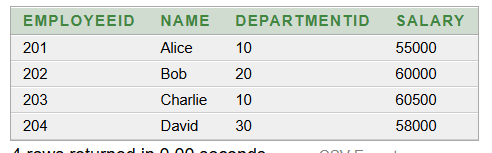 EMPLOYEEID NAME DEPARTMENTID SALARY
201 Alice 10 55000
202 Bob 20 60000
203 Charlie 10 60500
204 David 30 58000
4 rows returned in 0.00 seconds CSV Export